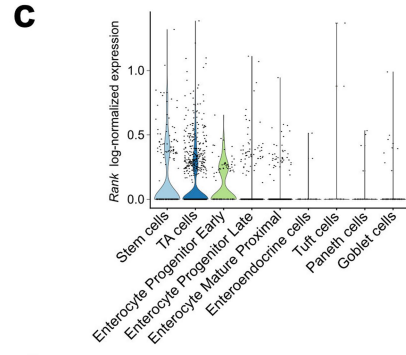 C
Rank log-normalized expression
1.0
0.5
0.0
Stem cells
TA cells
Enterocyte Progenitor Early
Enterocyte Progenitor Late
Enterocyte Mature Proximal
Enteroendocrine cells
Tuft cells
Paneth cells
Goblet cells